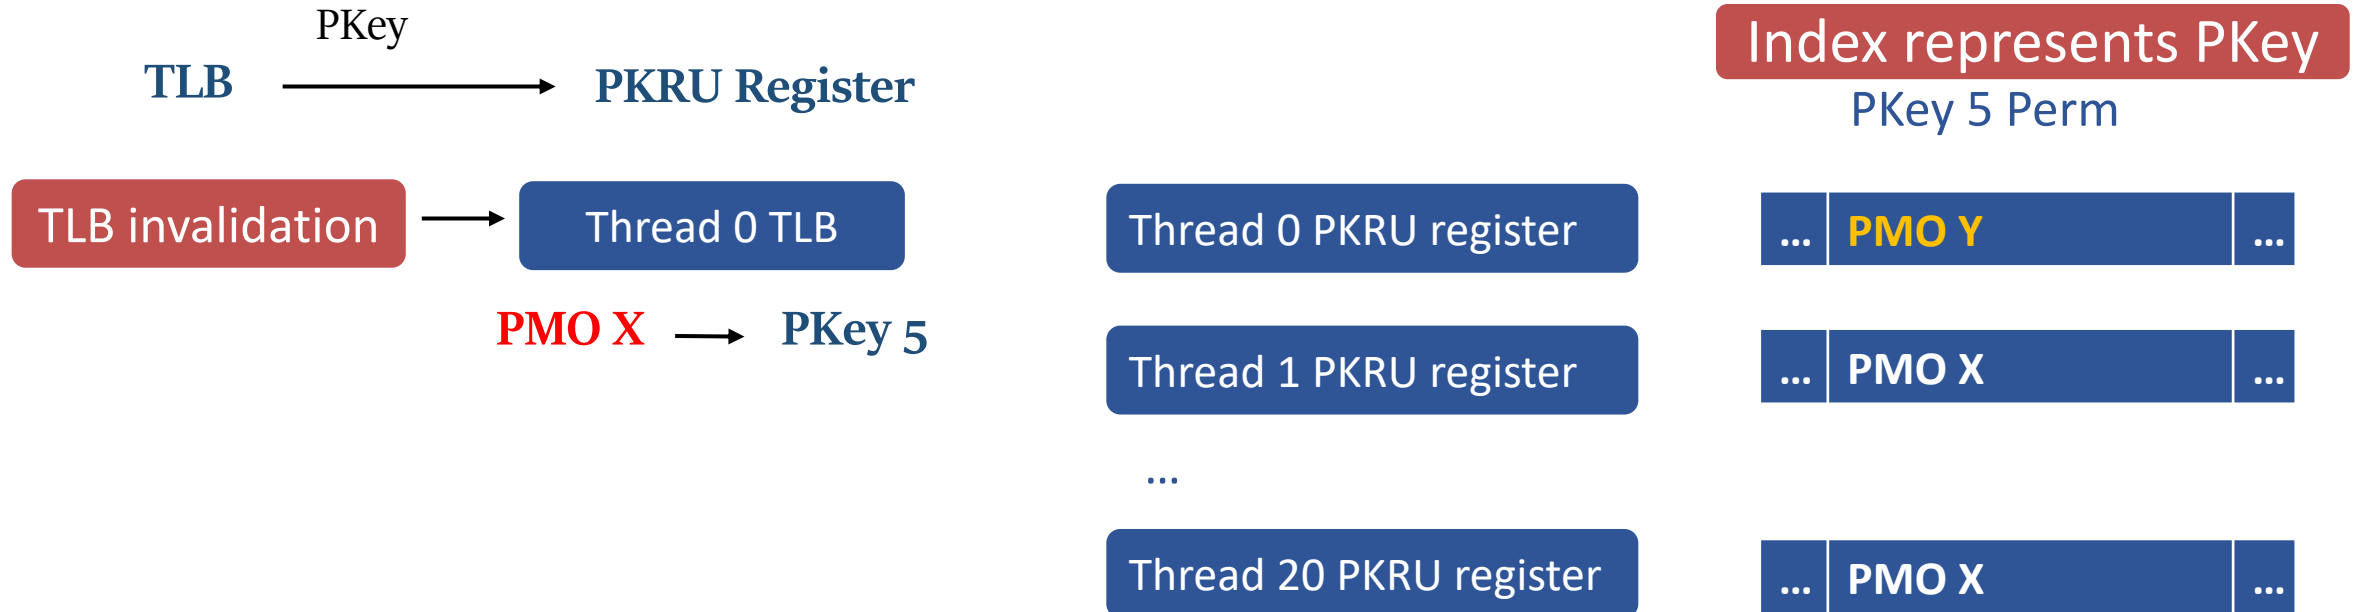 PKey
TLB
PKRU Register
Index represents PKey
PKey 5 Perm
TLB invalidation
Thread 0 TLB
Thread 0 PKRU register
... PMO Y ...
PMO X
PKey 5
Thread 1 PKRU register
... PMO X ...
...
Thread 20 PKRU register
... PMO X ...